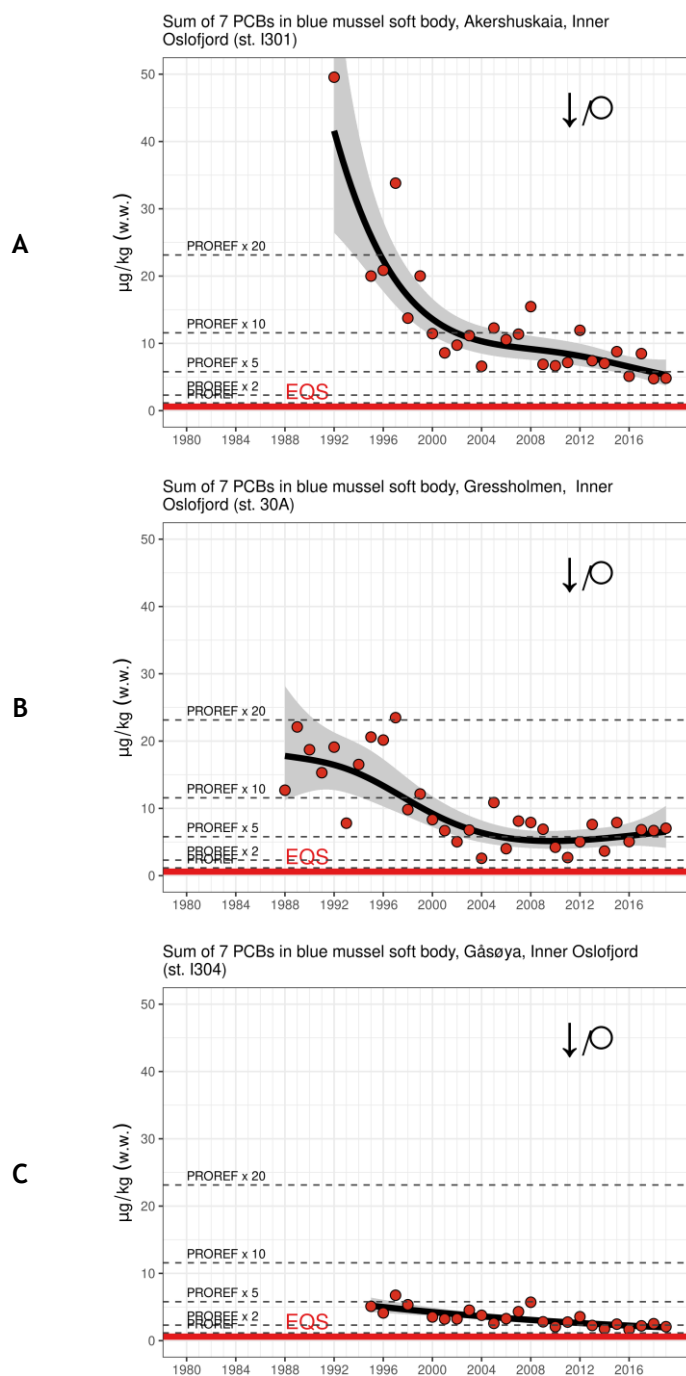 Sum of 7 PCBs in blue mussel soft body, Akershuskaia, Inner
Oslofjord (st. I301)
A
µg/kg (w.w.)
50
40
30
20
10
0
PROREF x 20
PROREF x 10
PROREF x 5
PROREF x 2
PROREF
EQS
↓/○
1980 1984 1988 1992 1996 2000 2004 2008 2012 2016
Sum of 7 PCBs in blue mussel soft body, Gressholmen, Inner
Oslofjord (st. 30A)
B
µg/kg (w.w.)
50
40
30
20
10
0
PROREF x 20
PROREF x 10
PROREF x 5
PROREF x 2
PROREF
EQS
↓/○
1980 1984 1988 1992 1996 2000 2004 2008 2012 2016
Sum of 7 PCBs in blue mussel soft body, Gåsøya, Inner Oslofjord
(st. I304)
C
µg/kg (w.w.)
50
40
30
20
10
0
PROREF x 20
PROREF x 10
PROREF x 5
PROREF x 2
PROREF
EQS
↓/○
1980 1984 1988 1992 1996 2000 2004 2008 2012 2016